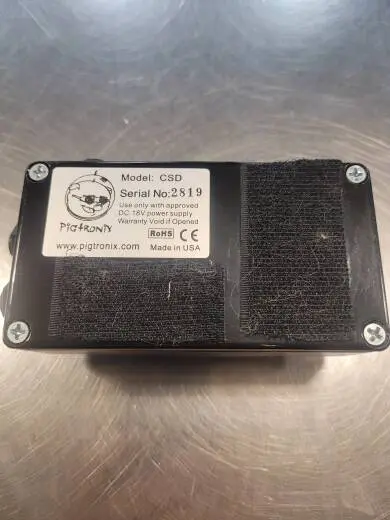 Model: CSD
Serial No:2819
Use only with approved
DC 18V power supply
Warranty Void if Opened
PIGTRONIX
RoHS CE
www.pigtronix.com Made in USA